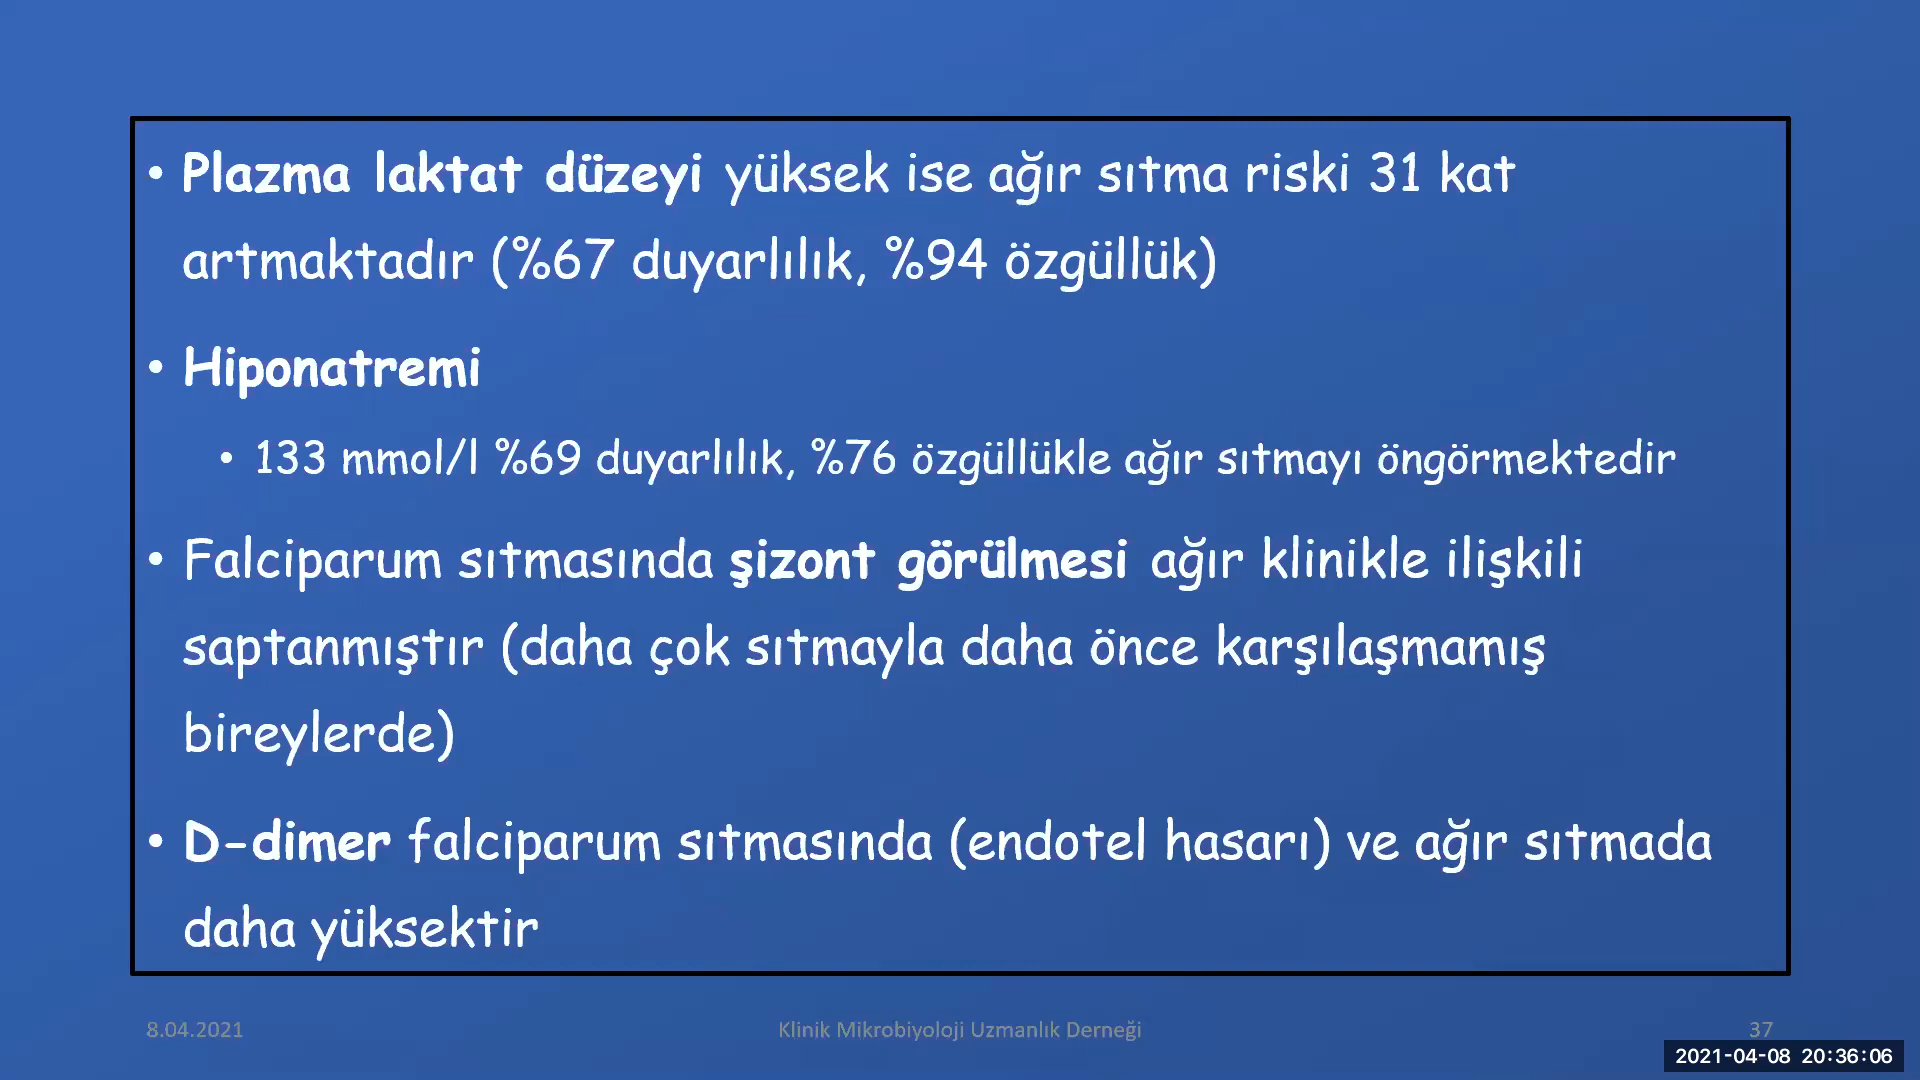 • Plazma laktat düzeyi yüksek ise ağır sıtma riski 31 kat
artmaktadır (%67 duyarlılık, %94 özgüllük)
• Hiponatremi
• 133 mmol/l %69 duyarlılık, %76 özgüllükle ağır sıtmayı öngörmektedir
• Falciparum sıtmasında şizont görülmesi ağır klinikle ilişkili
saptanmıştır (daha çok sıtmayla daha önce karşılaşmamış
bireylerde)
• D-dimer falciparum sıtmasında (endotel hasarı) ve ağır sıtmada
daha yüksektir
8.04.2021 Klinik Mikrobiyoloji Uzmanlık Derneği 37
2021-04-08 20:36:06